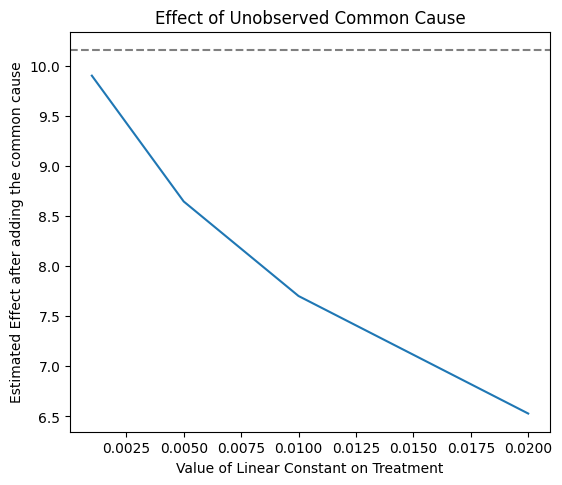 Effect of Unobserved Common Cause
Estimated Effect after adding the common cause
10.0
9.5
9.0
8.5
8.0
7.5
7.0
6.5
0.0025 0.0050 0.0075 0.0100 0.0125 0.0150 0.0175 0.0200
Value of Linear Constant on Treatment